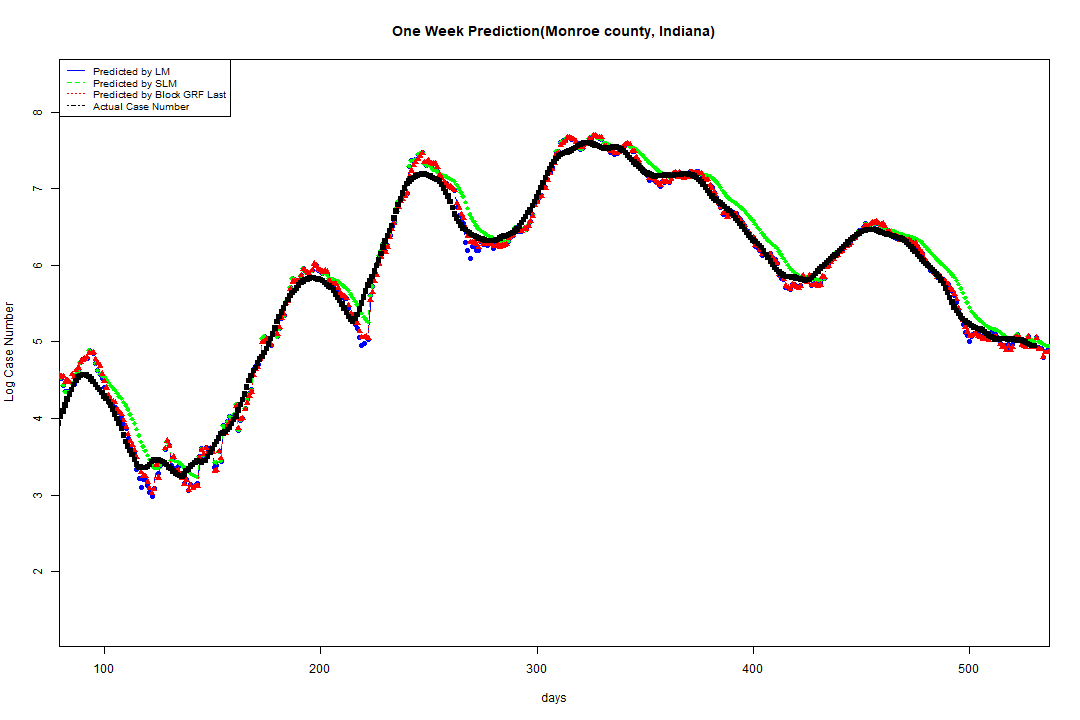 One Week Prediction(Monroe county, Indiana)
Predicted by LM
Predicted by SLM
Predicted by Block GRF Last
Actual Case Number
8
7
6
5
4
3
2
Log Case Number
100 200 300 400 500
days